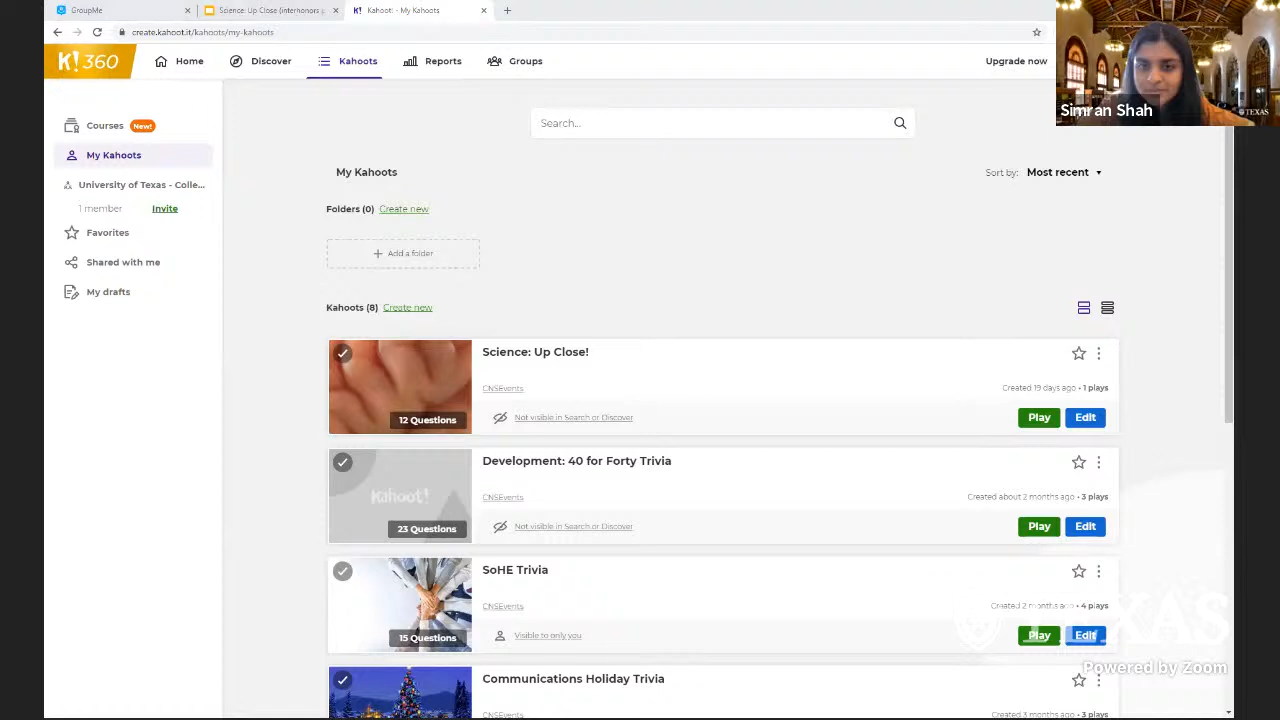 GroupMe
Science: Up Close (interhonors p
Kahoot! - My Kahoots
create.kahoot.it/kahoots/my-kahoots
K! 360
Home
Discover
Kahoots
Reports
Groups
Upgrade now
Simran Shah
TEXAS
Courses New!
My Kahoots
University of Texas - Colle...
1 member Invite
Favorites
Shared with me
My drafts
Search...
My Kahoots
Sort by: Most recent
Folders (0) Create new
+ Add a folder
Kahoots (8) Create new
12 Questions
Science: Up Close!
CNSEvents
Created 19 days ago • 1 plays
Not visible in Search or Discover
Play Edit
Kahoot!
23 Questions
Development: 40 for Forty Trivia
CNSEvents
Created about 2 months ago • 3 plays
Not visible in Search or Discover
Play Edit
15 Questions
SoHE Trivia
CNSEvents
Created 2 months ago • 4 plays
Visible to only you
Play Edit
TEXAS
Powered by Zoom
Communications Holiday Trivia
CNSEvents
Created 3 months ago • 3 plays